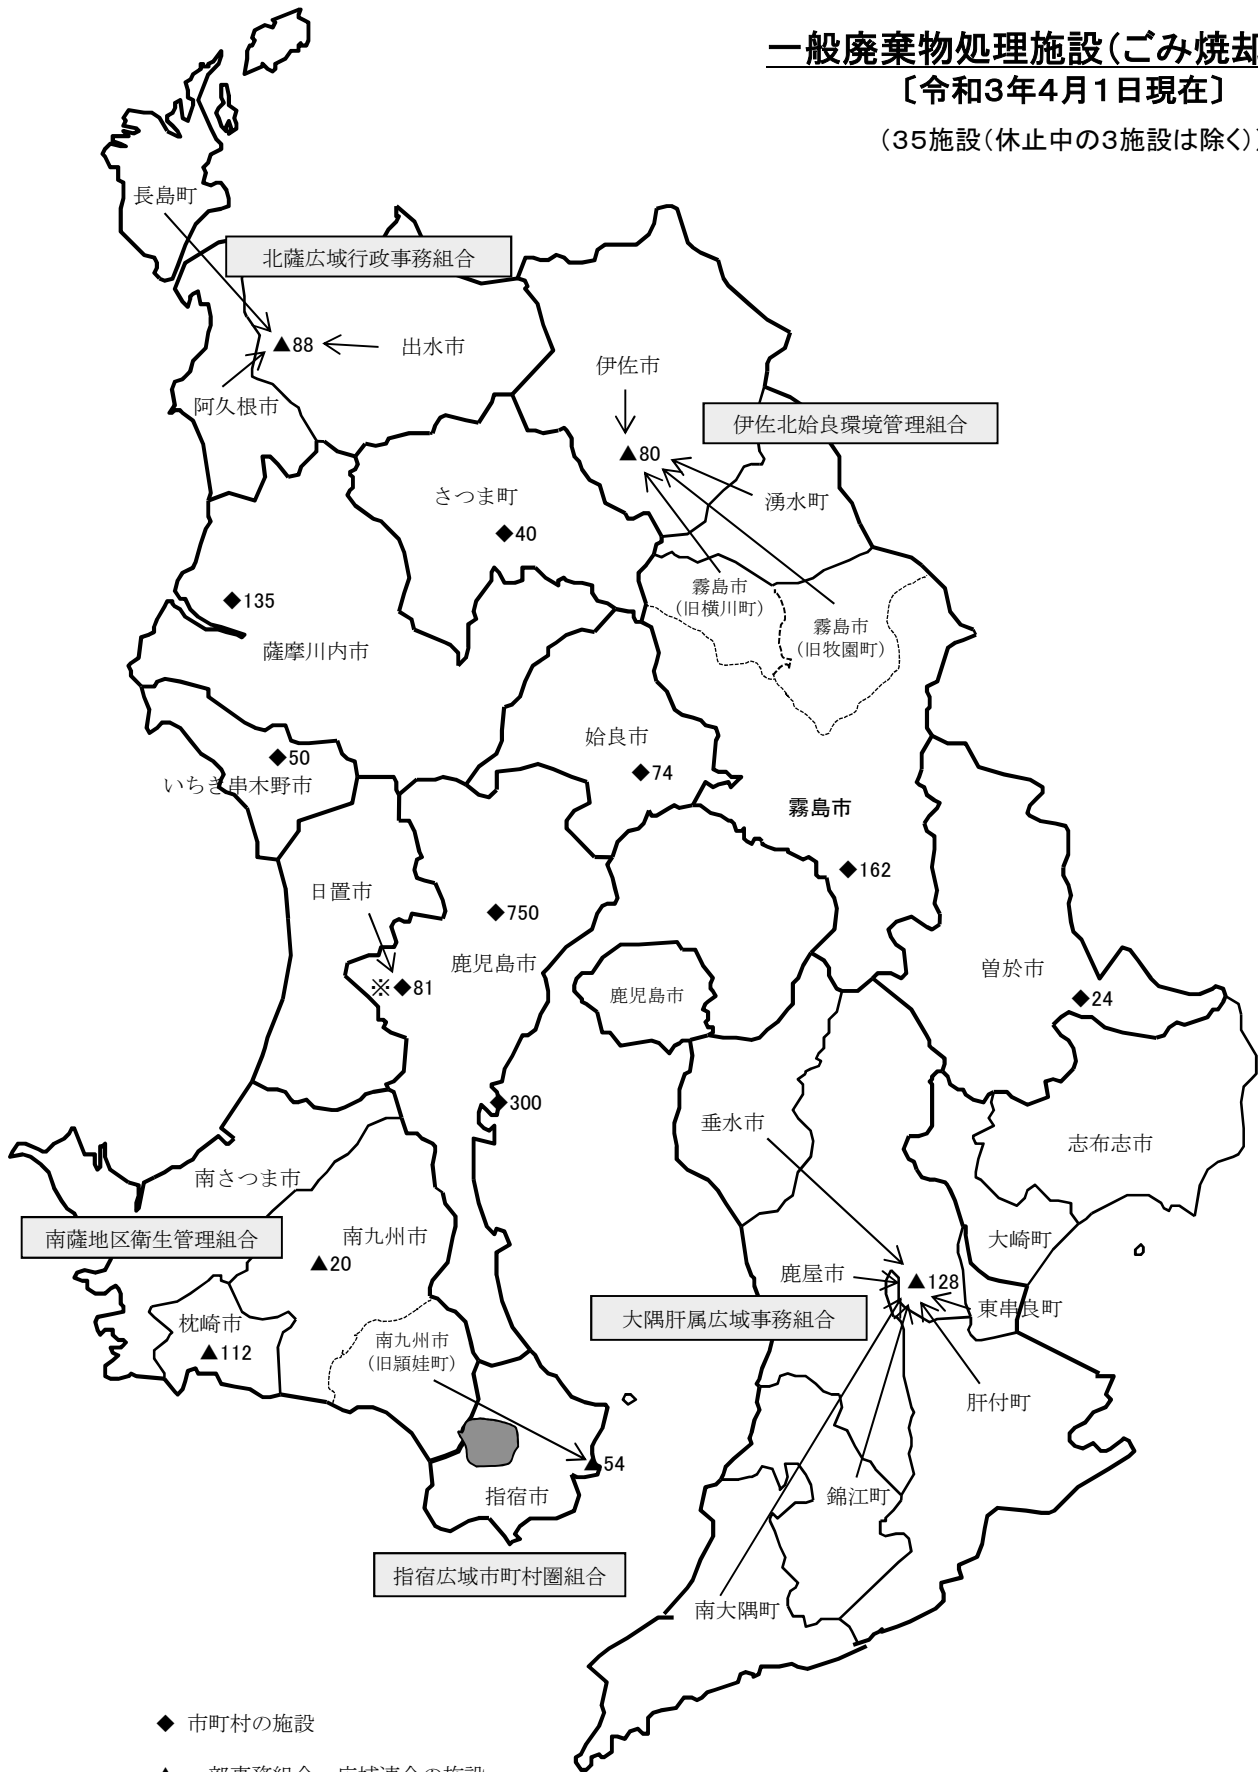 一般廃棄物処理施設（ごみ焼却
〔令和3年4月1日現在〕
（35施設（休止中の3施設は除く））
長島町
北薩広域行政事務組合
▲88
出水市
阿久根市
伊佐市
伊佐北姶良環境管理組合
▲80
湧水町
さつま町
◆40
霧島市
（旧横川町）
霧島市
（旧牧園町）
◆135
薩摩川内市
姶良市
◆74
◆50
いちき串木野市
霧島市
◆162
日置市
◆750
鹿児島市
※◆81
鹿児島市
曽於市
◆24
◆300
垂水市
志布志市
南さつま市
南薩地区衛生管理組合
南九州市
▲20
大崎町
鹿屋市
▲128
東串良町
大隅肝属広域事務組合
枕崎市
▲112
南九州市
（旧頴娃町）
肝付町
▲54
指宿市
錦江町
指宿広域市町村圏組合
南大隅町
◆ 市町村の施設